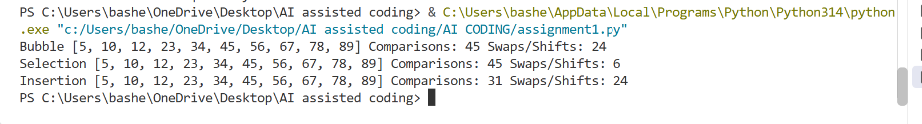 PS C:\Users\bashe\OneDrive\Desktop\AI assisted coding> & C:\Users\bashe\AppData\Local\Programs\Python\Python314\python
.exe "c:/Users/bashe/OneDrive/Desktop/AI assisted coding/AI CODING/assignment1.py"
Bubble [5, 10, 12, 23, 34, 45, 56, 67, 78, 89] Comparisons: 45 Swaps/Shifts: 24
Selection [5, 10, 12, 23, 34, 45, 56, 67, 78, 89] Comparisons: 45 Swaps/Shifts: 6
Insertion [5, 10, 12, 23, 34, 45, 56, 67, 78, 89] Comparisons: 31 Swaps/Shifts: 24
PS C:\Users\bashe\OneDrive\Desktop\AI assisted coding>